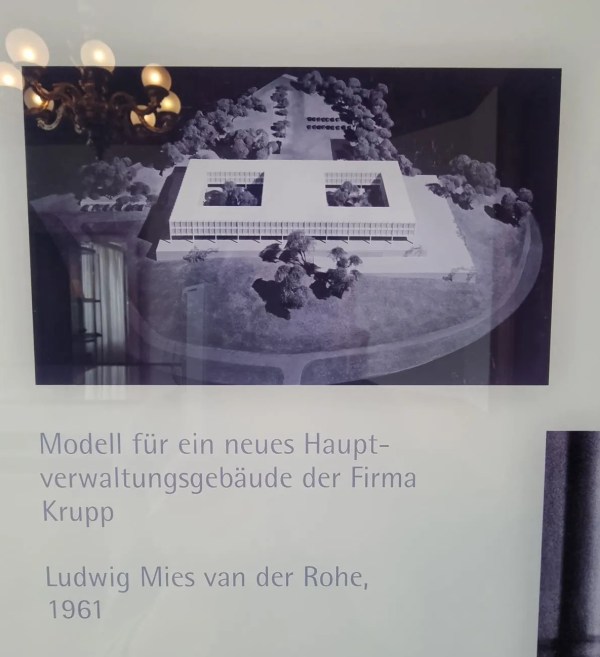 Modell für ein neues Haupt-
verwaltungsgebäude der Firma
Krupp
Ludwig Mies van der Rohe,
1961